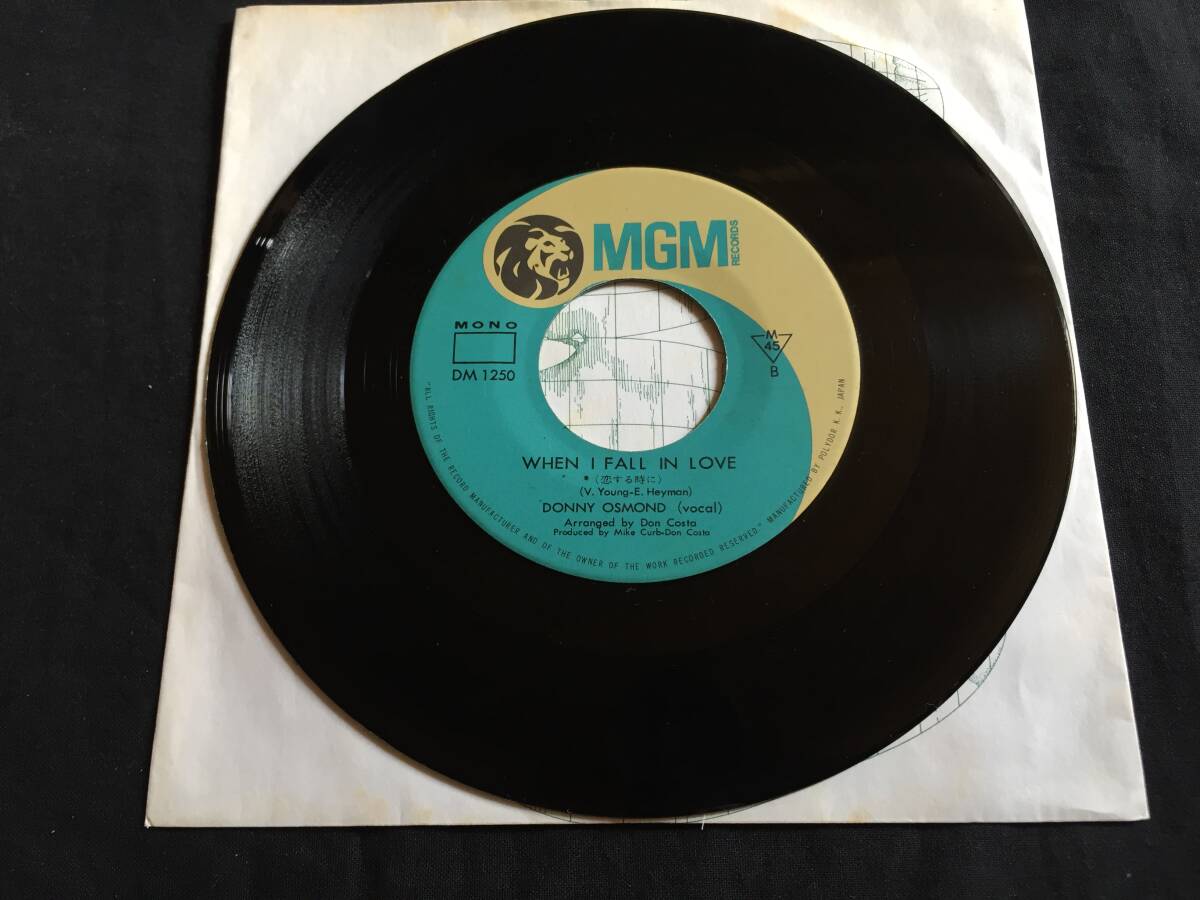 MGM
RECORDS
MONO
DM 1250
M
45
B
WHEN I FALL IN LOVE
(恋する時に)
(V. Young-E. Heyman)
DONNY OSMOND (vocal)
Arranged by Don Costa
Produced by Mike Curb-Don Costa
"ALL RIGHTS OF THE RECORD MANUFACTURER AND OF THE OWNER OF THE WORK RECORDED RESERVED." MANUFACTURED BY POLYDOR K.K., JAPAN